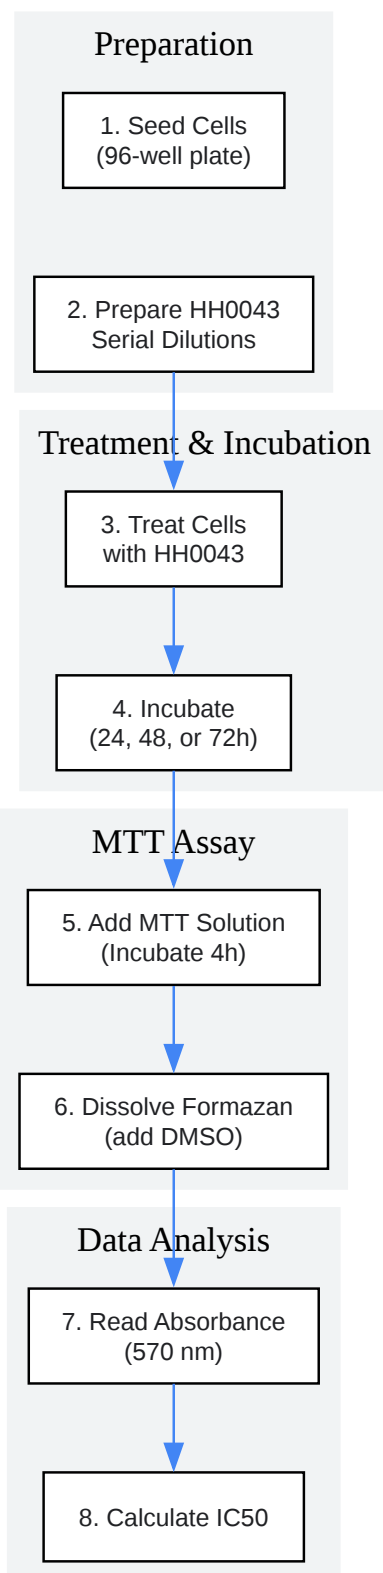 Preparation
1. Seed Cells
(96-well plate)
2. Prepare HH0043
Serial Dilutions
Treatment & Incubation
3. Treat Cells
with HH0043
4. Incubate
(24, 48, or 72h)
MTT Assay
5. Add MTT Solution
(Incubate 4h)
6. Dissolve Formazan
(add DMSO)
Data Analysis
7. Read Absorbance
(570 nm)
8. Calculate IC50